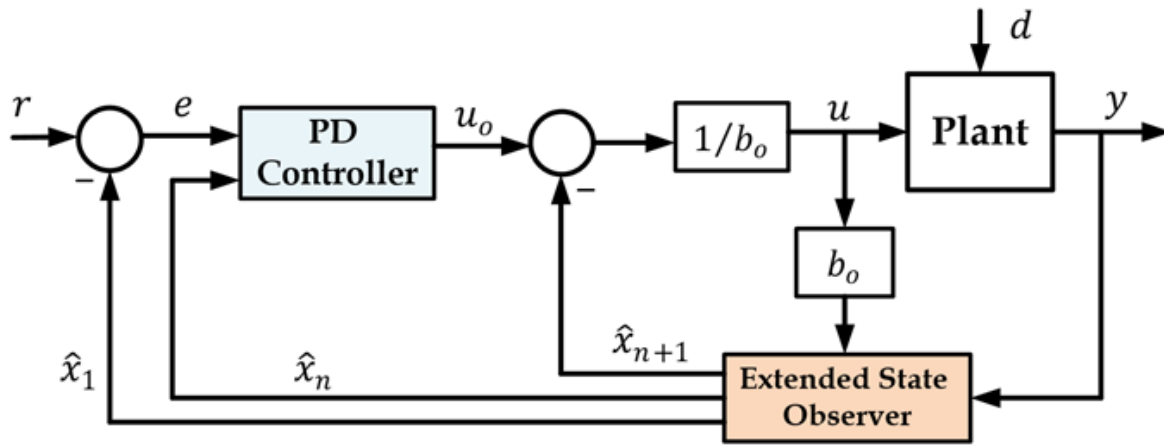 d
r
e
PD
Controller
u_o
−
1/b_o
u
Plant
y
−
b_o
x̂_1
x̂_n
x̂_{n+1}
Extended State
Observer